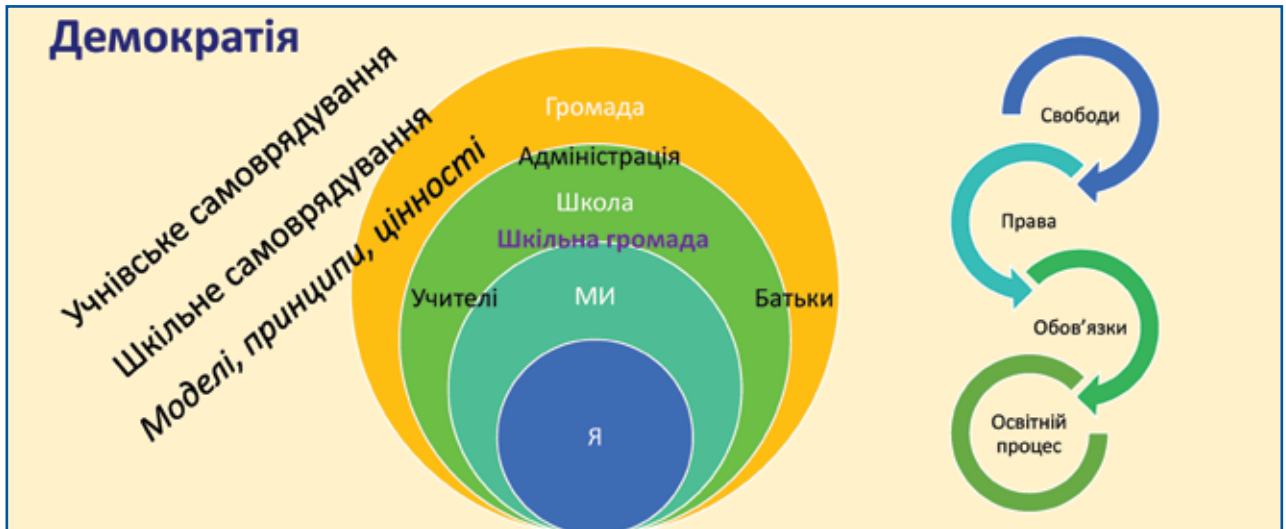 Демократія
Учнівське самоврядування
Шкільне самоврядування
Моделі, принципи, цінності
Громада
Адміністрація
Школа
Шкільна громада
Учителі
МИ
Батьки
Я
Свободи
Права
Обов’язки
Освітній
процес